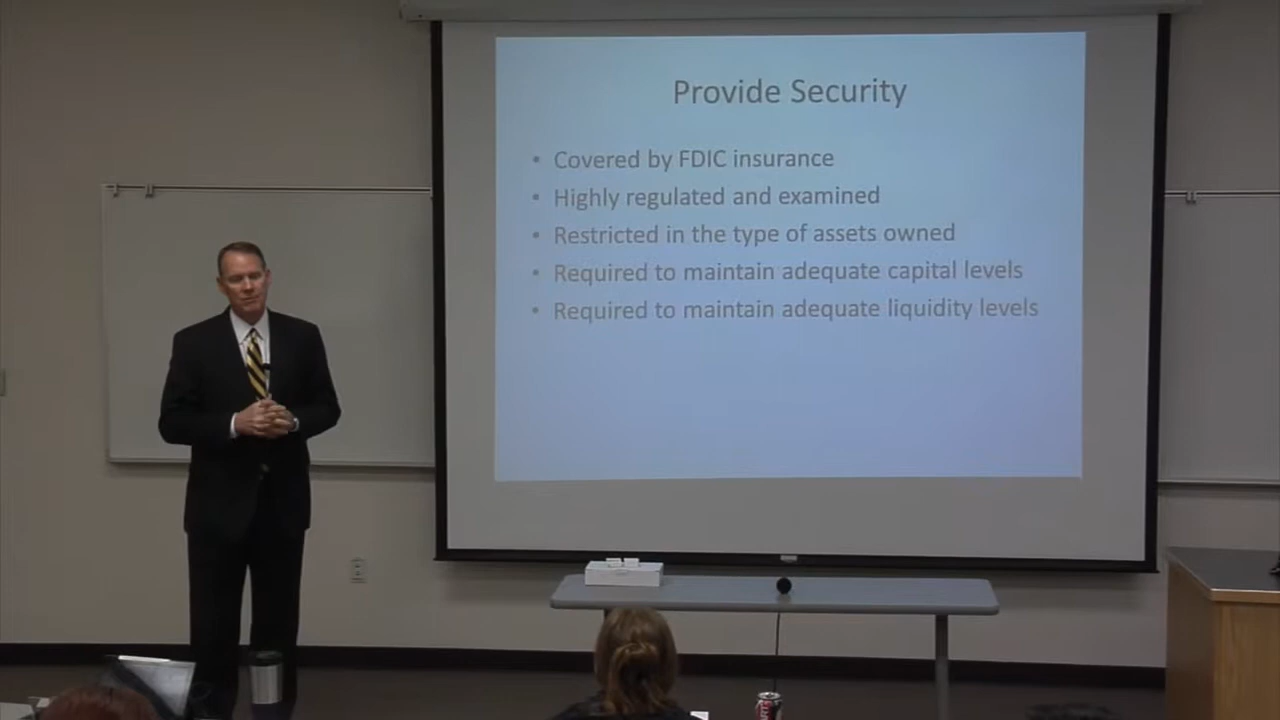 Provide Security
• Covered by FDIC insurance
• Highly regulated and examined
• Restricted in the type of assets owned
• Required to maintain adequate capital levels
• Required to maintain adequate liquidity levels